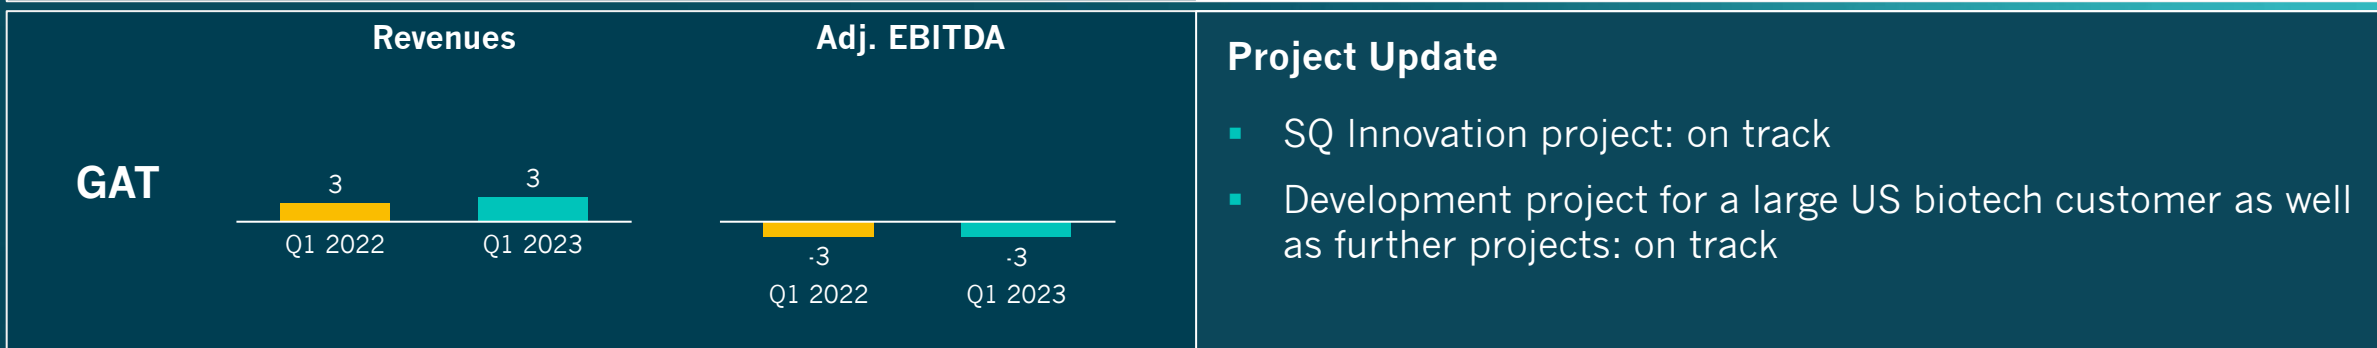 Revenues
Adj. EBITDA
GAT
3
3
Q1 2022
Q1 2023
-3
-3
Q1 2022
Q1 2023
Project Update
▪ SQ Innovation project: on track
▪ Development project for a large US biotech customer as well
as further projects: on track